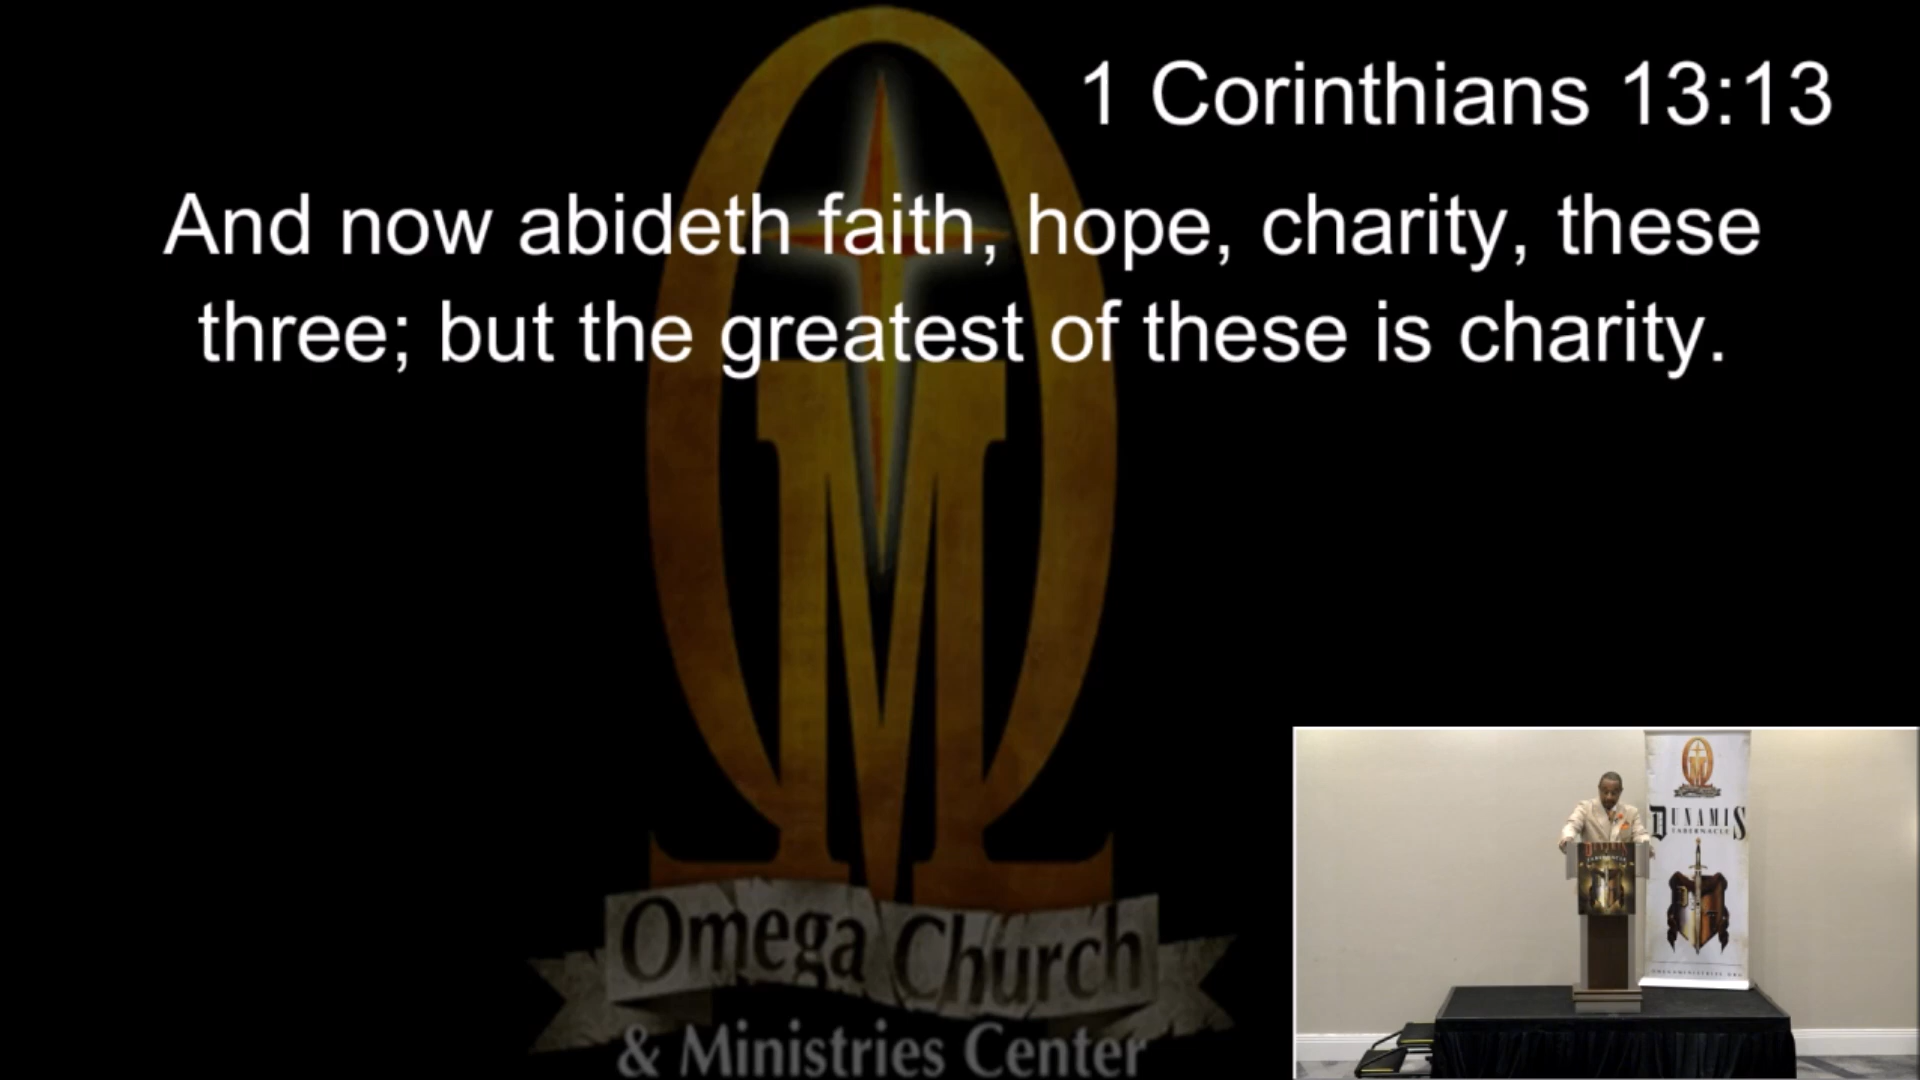 1 Corinthians 13:13
And now abideth faith, hope, charity, these
three; but the greatest of these is charity.
Omega Church
& Ministries Center
DUNAMIS
TABERNACLE